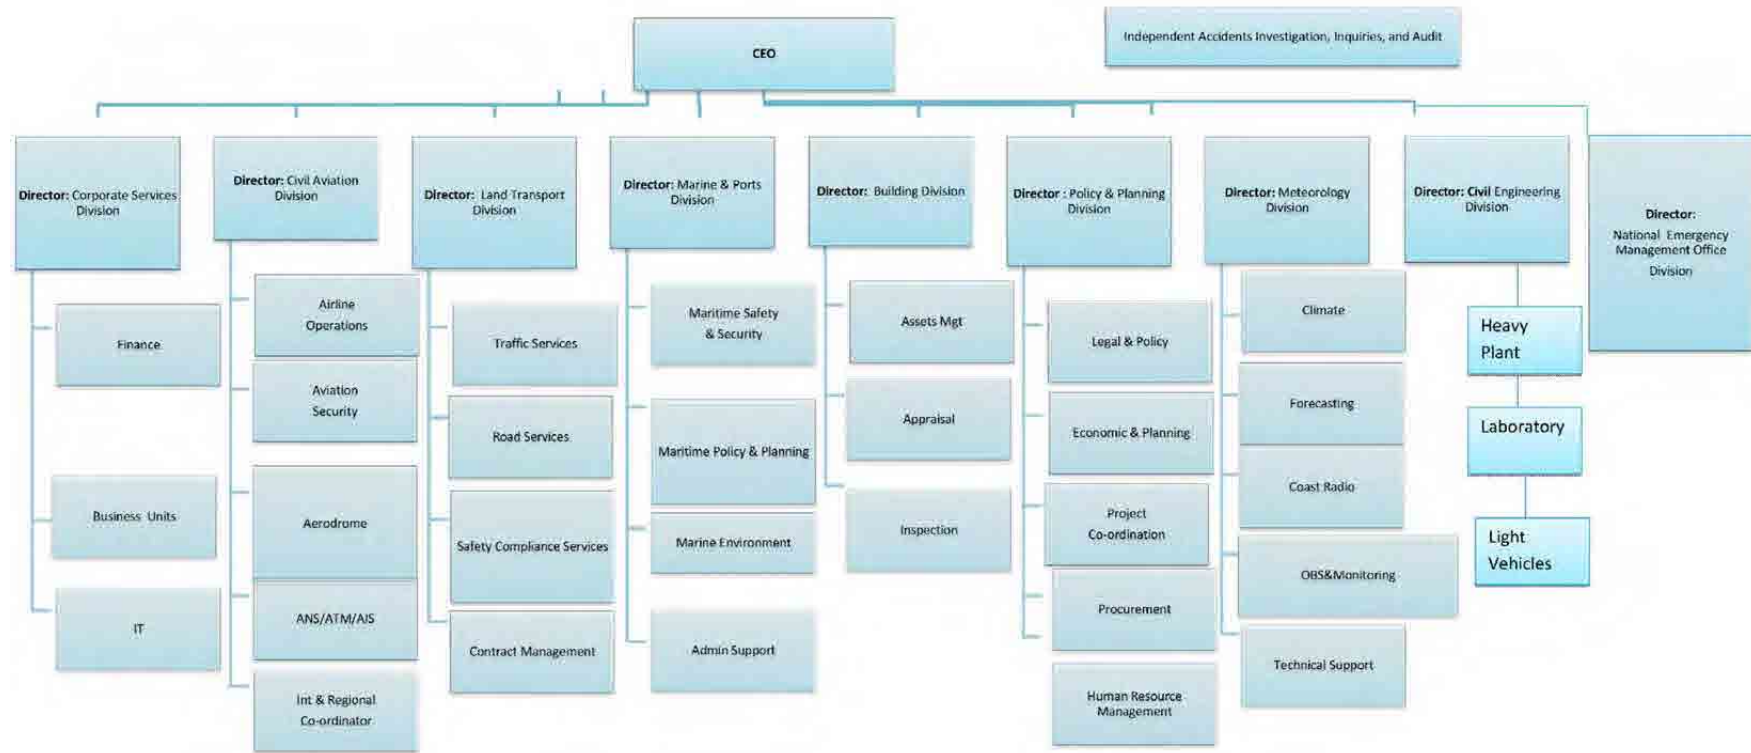 CEO
Independent Accidents Investigation, Inquiries, and Audit
Director: Corporate Services
Division
Finance
Business Units
IT
Director: Civil Aviation
Division
Airline
Operations
Aviation
Security
Aerodrome
ANS/ATM/AIS
Int & Regional
Co-ordinator
Director: Land Transport
Division
Traffic Services
Road Services
Safety Compliance Services
Contract Management
Director: Marine & Ports
Division
Maritime Safety
& Security
Maritime Policy & Planning
Marine Environment
Admin Support
Director: Building Division
Assets Mgt
Appraisal
Inspection
Director : Policy & Planning
Division
Legal & Policy
Economic & Planning
Project
Co-ordination
Procurement
Human Resource
Management
Director: Meteorology
Division
Climate
Forecasting
Coast Radio
OBS&Monitoring
Technical Support
Director: Civil Engineering
Division
Heavy
Plant
Laboratory
Light
Vehicles
Director:
National Emergency
Management Office
Division